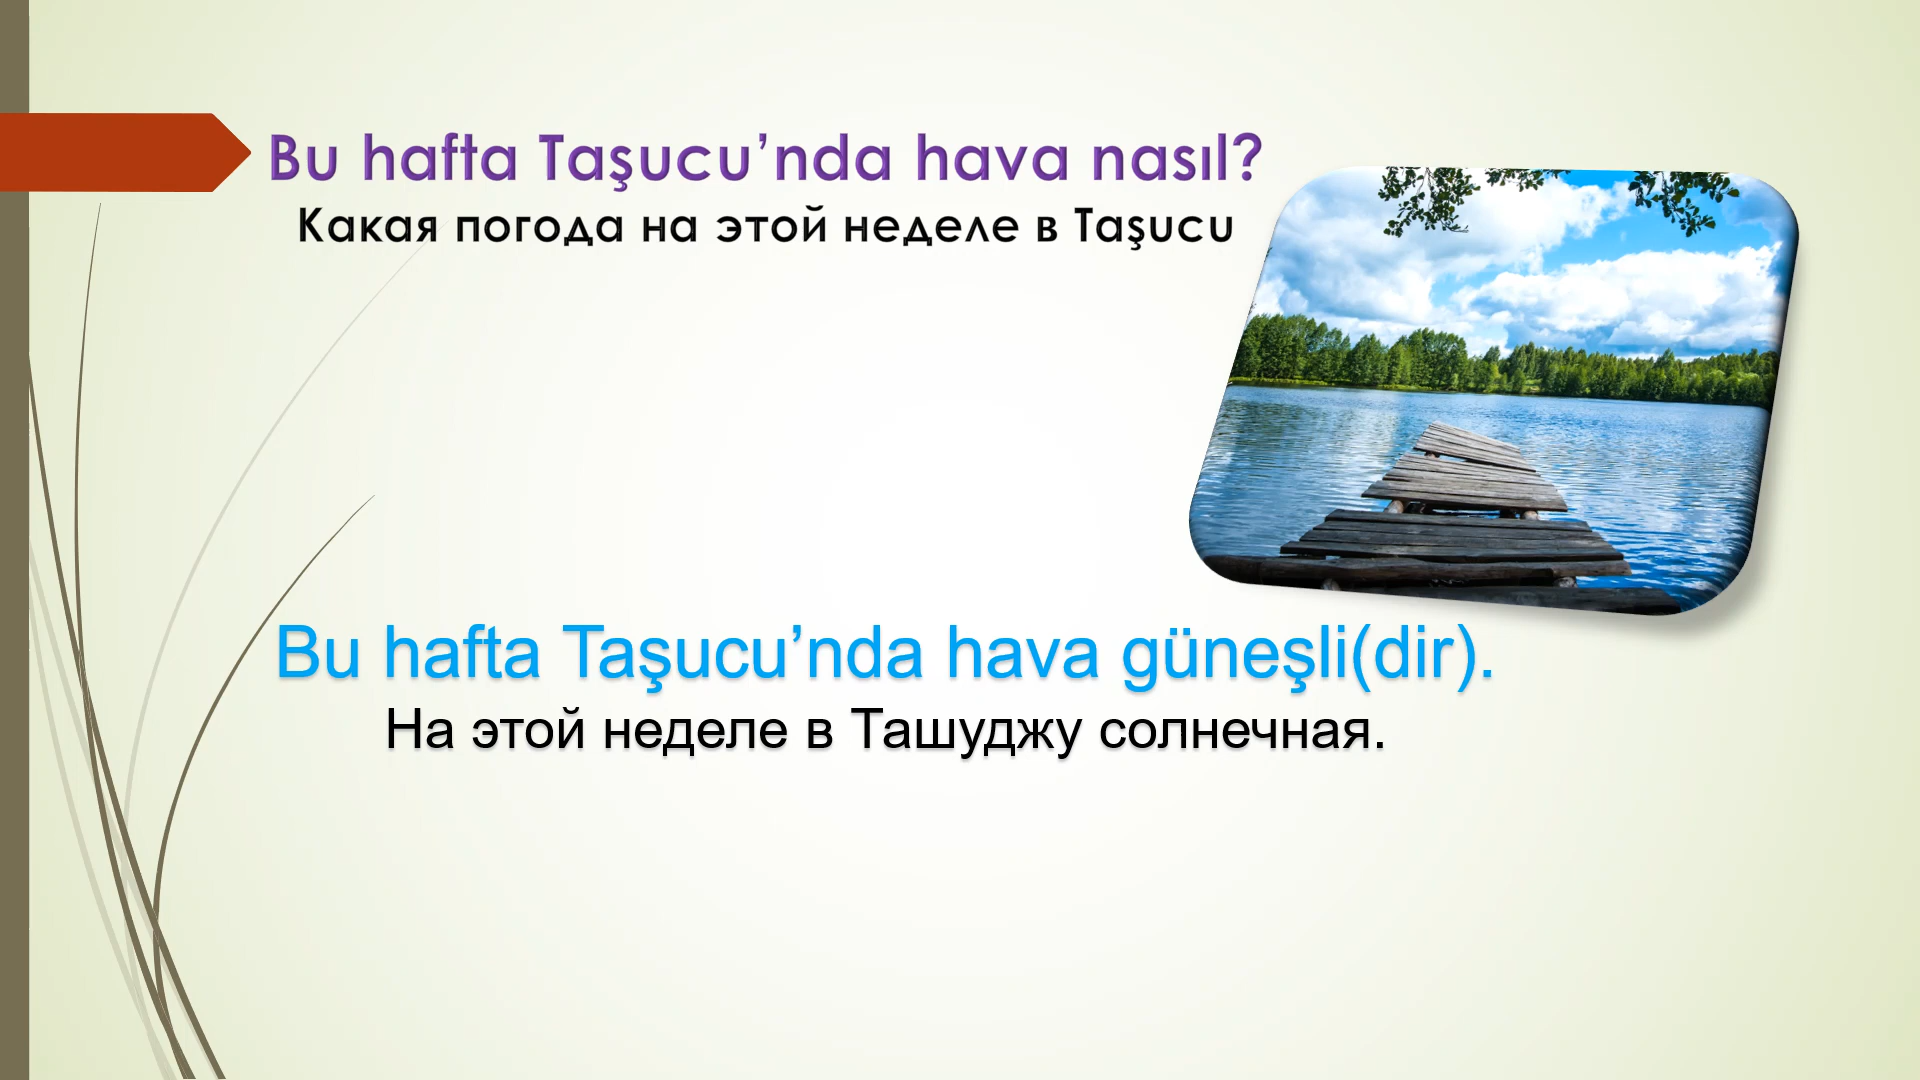 Bu hafta Taşucu’nda hava nasıl?
Какая погода на этой неделе в Taşucu
Bu hafta Taşucu’nda hava güneşli(dir).
На этой неделе в Ташуджу солнечная.